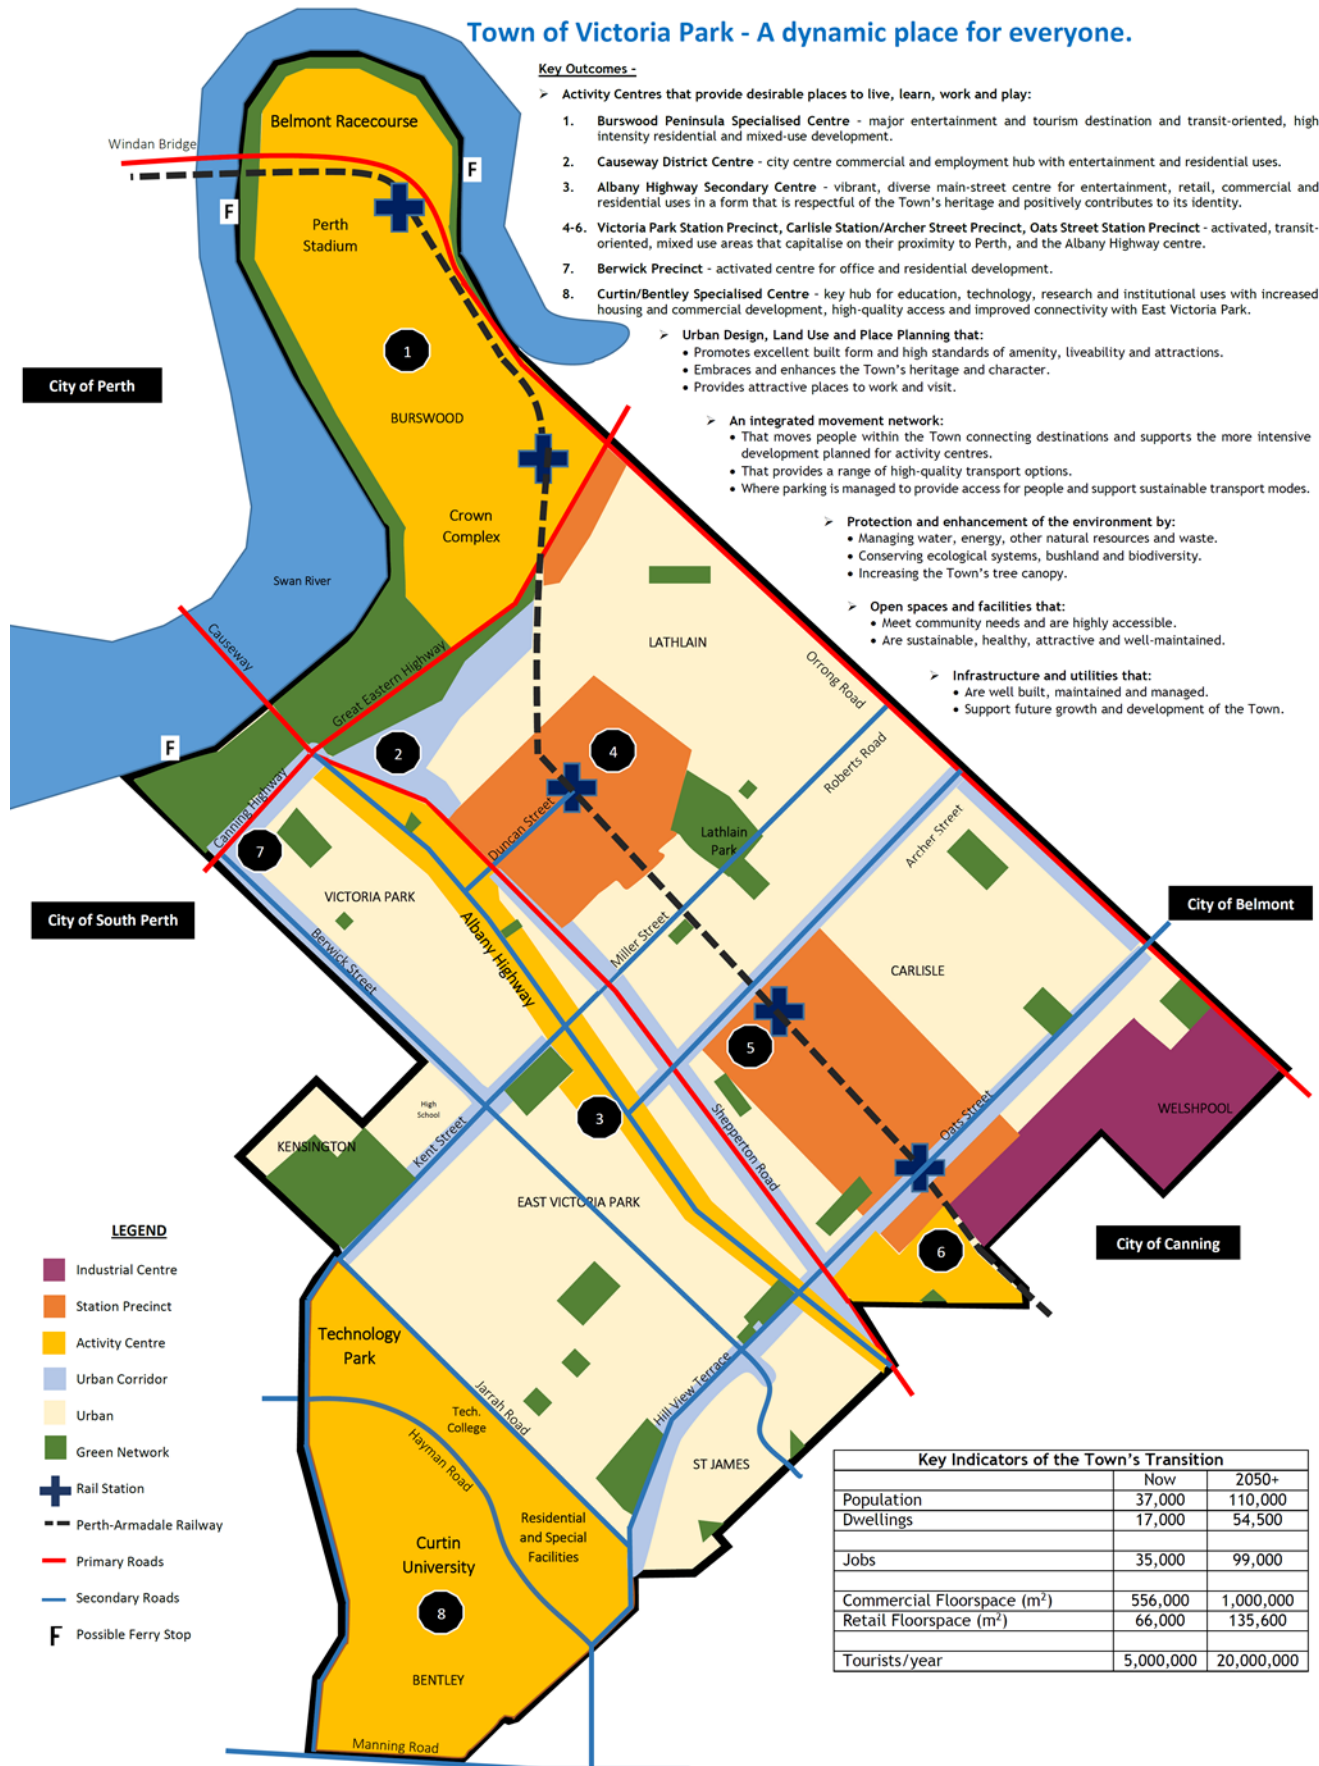 Town of Victoria Park - A dynamic place for everyone.
Key Outcomes -
➢ Activity Centres that provide desirable places to live, learn, work and play:
1. Burswood Peninsula Specialised Centre – major entertainment and tourism destination and transit-oriented, high
intensity residential and mixed-use development.
2. Causeway District Centre – city centre commercial and employment hub with entertainment and residential uses.
3. Albany Highway Secondary Centre – vibrant, diverse main-street centre for entertainment, retail, commercial and
residential uses in a form that is respectful of the Town's heritage and positively contributes to its identity.
4-6. Victoria Park Station Precinct, Carlisle Station/Archer Street Precinct, Oats Street Station Precinct – activated, transit-
oriented, mixed use areas that capitalise on their proximity to Perth, and the Albany Highway centre.
7. Berwick Precinct – activated centre for office and residential development.
8. Curtin/Bentley Specialised Centre – key hub for education, technology, research and institutional uses with increased
housing and commercial development, high-quality access and improved connectivity with East Victoria Park.
➢ Urban Design, Land Use and Place Planning that:
• Promotes excellent built form and high standards of amenity, liveability and attractions.
• Embraces and enhances the Town's heritage and character.
• Provides attractive places to work and visit.
➢ An integrated movement network:
• That moves people within the Town connecting destinations and supports the more intensive
development planned for activity centres.
• That provides a range of high-quality transport options.
• Where parking is managed to provide access for people and support sustainable transport modes.
➢ Protection and enhancement of the environment by:
• Managing water, energy, other natural resources and waste.
• Conserving ecological systems, bushland and biodiversity.
• Increasing the Town's tree canopy.
➢ Open spaces and facilities that:
• Meet community needs and are highly accessible.
• Are sustainable, healthy, attractive and well-maintained.
➢ Infrastructure and utilities that:
• Are well built, maintained and managed.
• Support future growth and development of the Town.
Belmont Racecourse
Windan Bridge
F
F
Perth
Stadium
1
City of Perth
BURSWOOD
Crown
Complex
Swan River
Causeway
Great Eastern Highway
LATHLAIN
Orrong Road
F
2
4
Roberts Road
Canning Highway
Duncan Street
Lathlain
Park
Archer Street
7
VICTORIA PARK
City of South Perth
City of Belmont
Albany Highway
Miller Street
Berwick Street
CARLISLE
5
High
School
3
WELSHPOOL
Shepperton Road
Oats Street
Kent Street
KENSINGTON
EAST VICTORIA PARK
City of Canning
6
LEGEND
Industrial Centre
Station Precinct
Activity Centre
Urban Corridor
Urban
Green Network
Rail Station
Perth-Armadale Railway
Primary Roads
Secondary Roads
F Possible Ferry Stop
Technology
Park
Jarrah Road
Hill View Terrace
Tech.
College
Hayman Road
ST JAMES
Residential
and Special
Facilities
Curtin
University
8
BENTLEY
Manning Road
Key Indicators of the Town's Transition
Now 2050+
Population 37,000 110,000
Dwellings 17,000 54,500
Jobs 35,000 99,000
Commercial Floorspace (m²) 556,000 1,000,000
Retail Floorspace (m²) 66,000 135,600
Tourists/year 5,000,000 20,000,000